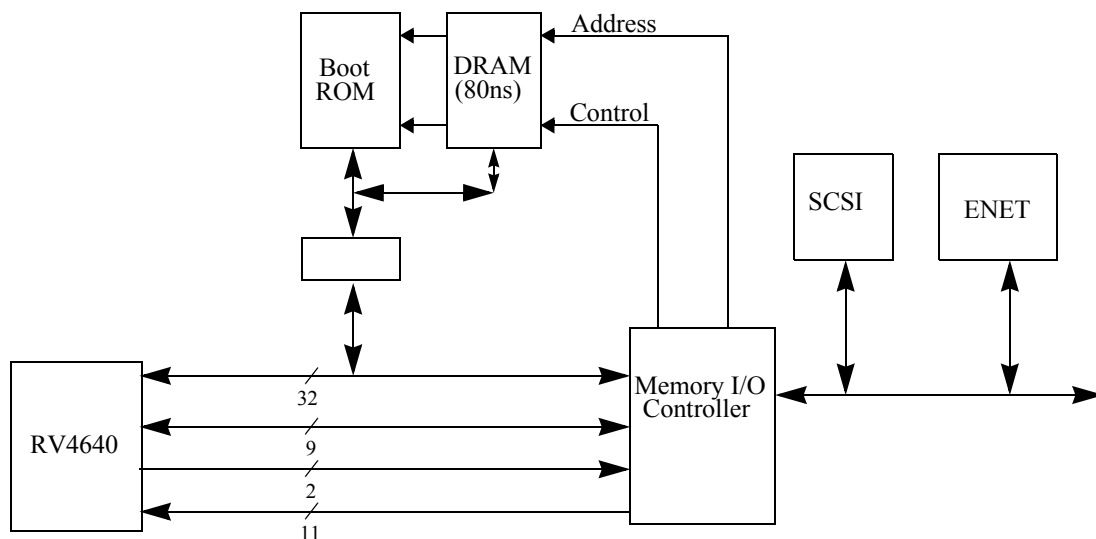 Address
Boot
ROM
DRAM
(80ns)
Control
SCSI
ENET
32
Memory I/O
Controller
RV4640
9
2
11